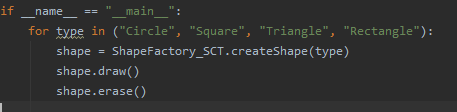 if __name__ == "__main__":
    for type in ("Circle", "Square", "Triangle", "Rectangle"):
        shape = ShapeFactory_SCT.createShape(type)
        shape.draw()
        shape.erase()